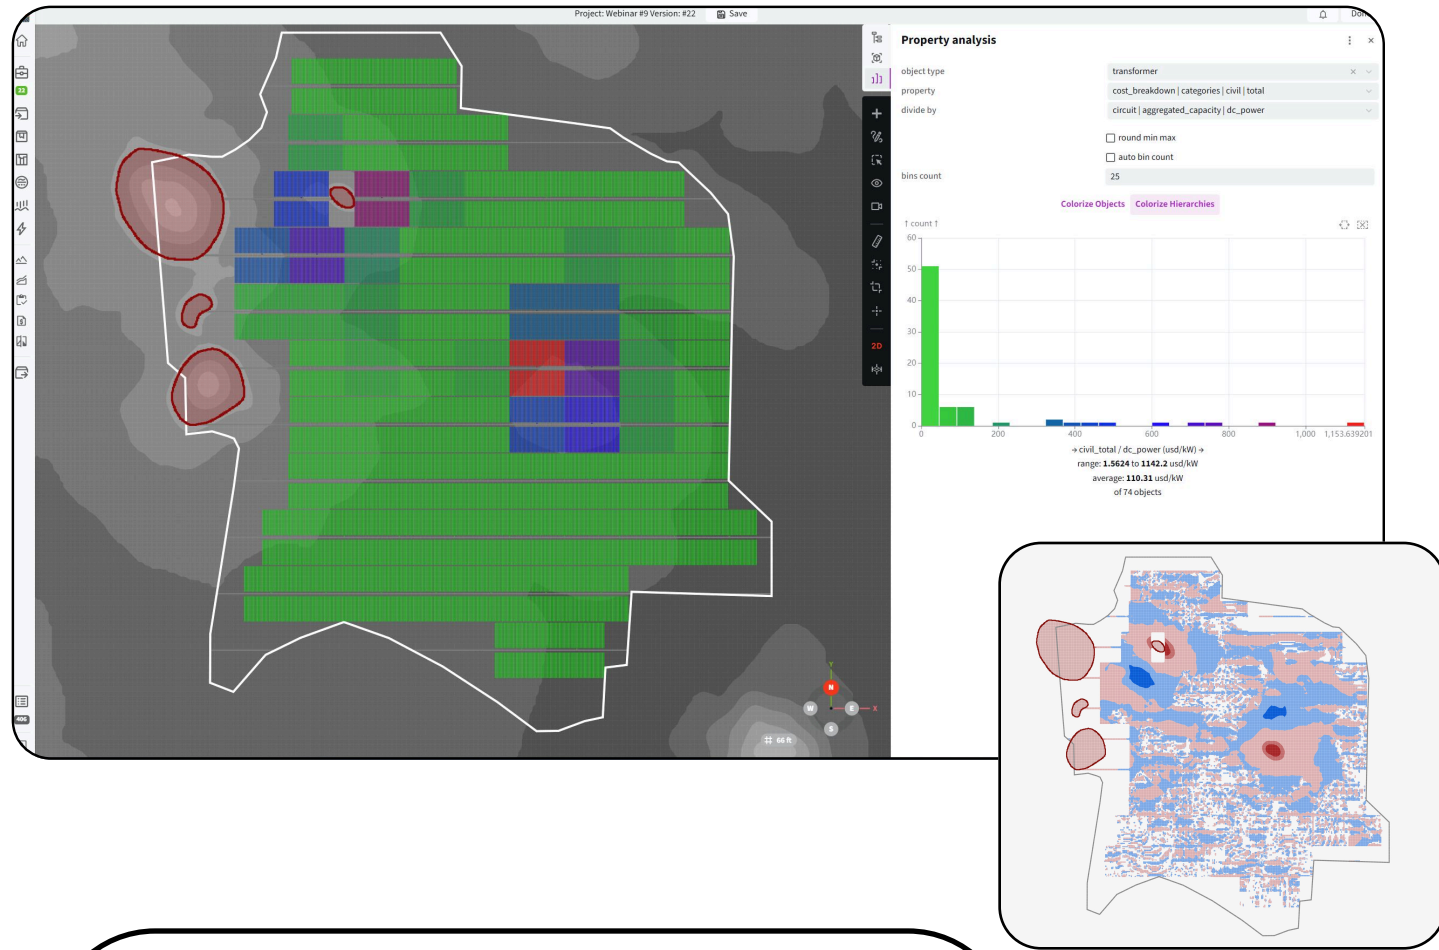 Project: Webinar #9 Version: #22 Save
Property analysis
object type transformer
property cost_breakdown | categories | civil | total
divide by circuit | aggregated_capacity | dc_power
round min max
auto bin count
bins count 25
Colorize Objects Colorize Hierarchies
↑ count ↑
60
50
40
30
20
10
0
0 200 400 600 800 1,000 1,153.639201
→ civil_total / dc_power (usd/kW) →
range: 1.5624 to 1142.2 usd/kW
average: 110.31 usd/kW
of 74 objects
22
2D
Y
N
W E X
S
66 ft
406